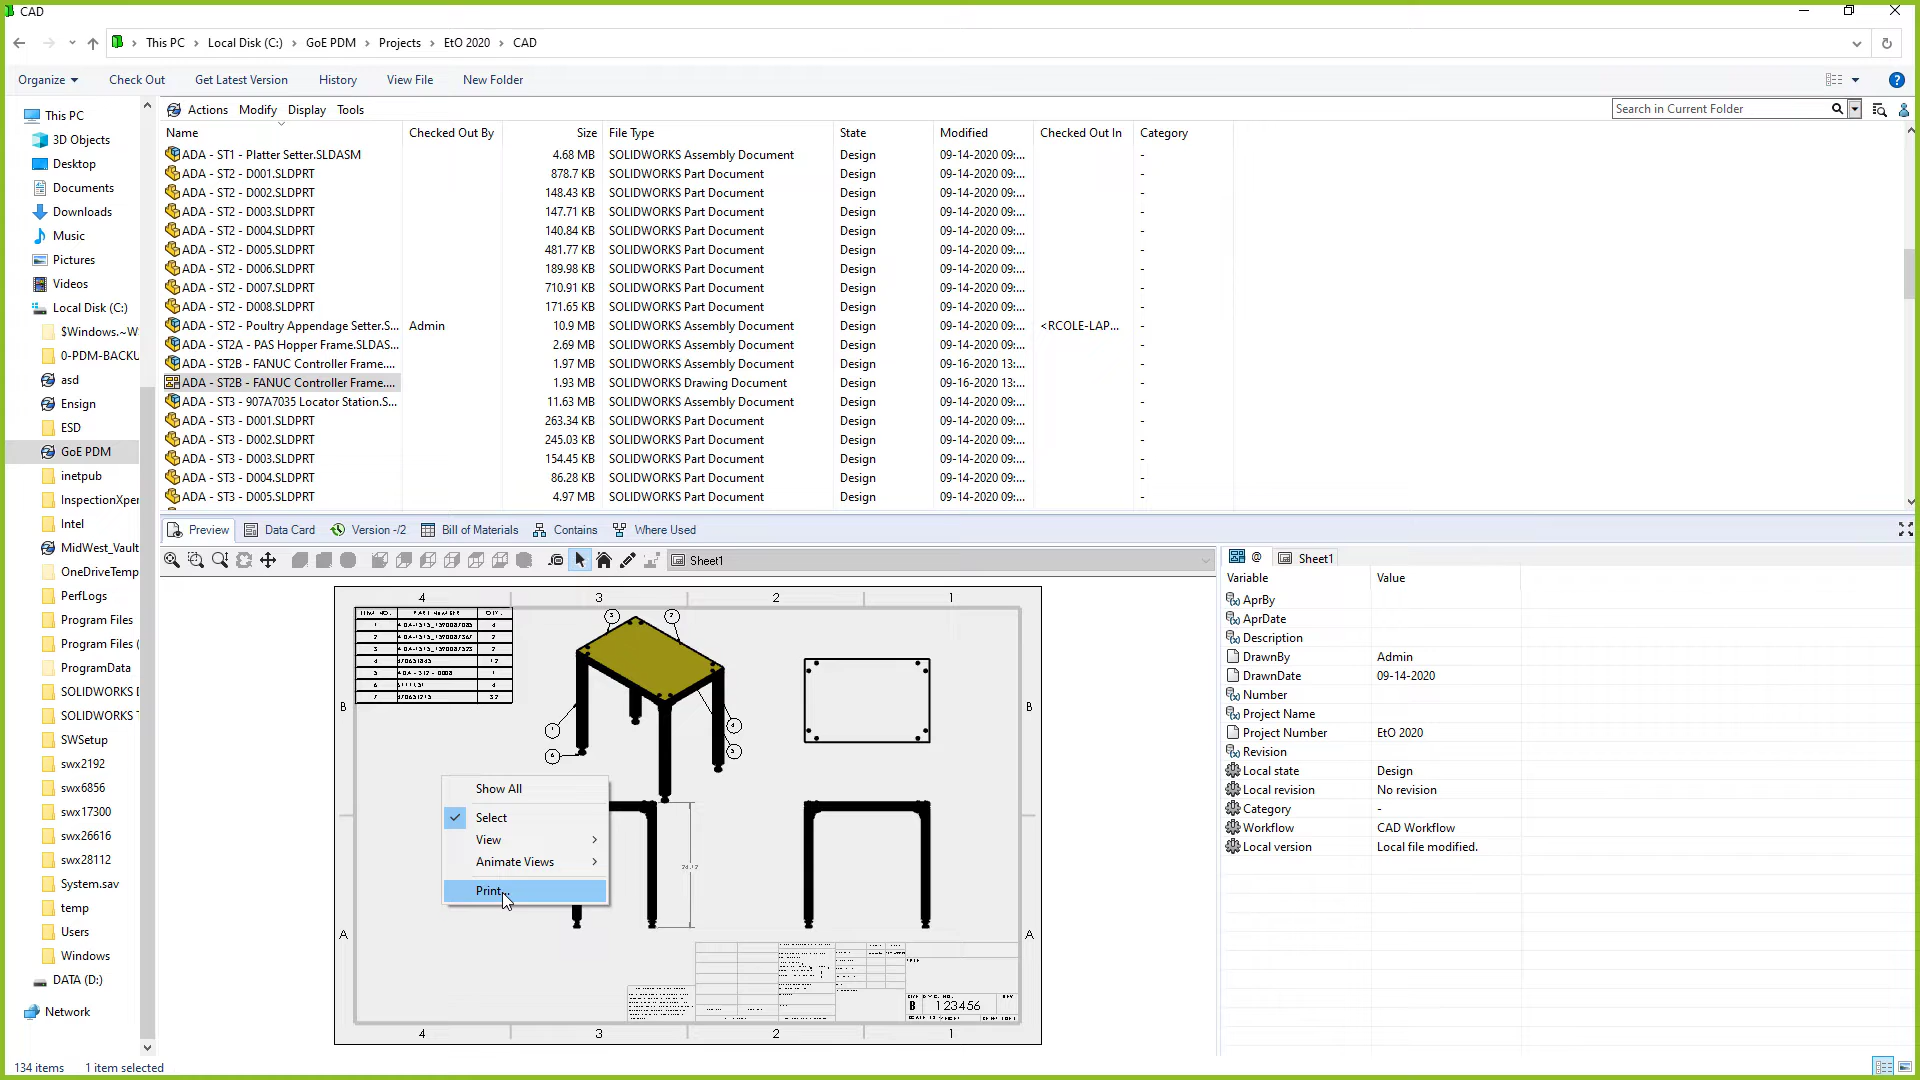 CAD
This PC > Local Disk (C:) > GoE PDM > Projects > EtO 2020 > CAD
Organize Check Out Get Latest Version History View File New Folder
This PC
3D Objects
Desktop
Documents
Downloads
Music
Pictures
Videos
Local Disk (C:)
$Windows.~W
0-PDM-BACKU
asd
Ensign
ESD
GoE PDM
inetpub
InspectionXper
Intel
MidWest_Vault
OneDriveTemp
PerfLogs
Program Files
Program Files (
ProgramData
SOLIDWORKS D
SOLIDWORKS T
SWSetup
swx2192
swx6856
swx17300
swx26616
swx28112
System.sav
temp
Users
Windows
DATA (D:)
Network
Actions Modify Display Tools
Search in Current Folder
Name Checked Out By Size File Type State Modified Checked Out In Category
ADA - ST1 - Platter Setter.SLDASM 4.68 MB SOLIDWORKS Assembly Document Design 09-14-2020 09:... -
ADA - ST2 - D001.SLDPRT 878.7 KB SOLIDWORKS Part Document Design 09-14-2020 09:... -
ADA - ST2 - D002.SLDPRT 148.43 KB SOLIDWORKS Part Document Design 09-14-2020 09:... -
ADA - ST2 - D003.SLDPRT 147.71 KB SOLIDWORKS Part Document Design 09-14-2020 09:... -
ADA - ST2 - D004.SLDPRT 140.84 KB SOLIDWORKS Part Document Design 09-14-2020 09:... -
ADA - ST2 - D005.SLDPRT 481.77 KB SOLIDWORKS Part Document Design 09-14-2020 09:... -
ADA - ST2 - D006.SLDPRT 189.98 KB SOLIDWORKS Part Document Design 09-14-2020 09:... -
ADA - ST2 - D007.SLDPRT 710.91 KB SOLIDWORKS Part Document Design 09-14-2020 09:... -
ADA - ST2 - D008.SLDPRT 171.65 KB SOLIDWORKS Part Document Design 09-14-2020 09:... -
ADA - ST2 - Poultry Appendage Setter.S... Admin 10.9 MB SOLIDWORKS Assembly Document Design 09-14-2020 09:... <RCOLE-LAP... -
ADA - ST2A - PAS Hopper Frame.SLDAS... 2.69 MB SOLIDWORKS Assembly Document Design 09-14-2020 09:... -
ADA - ST2B - FANUC Controller Frame.... 1.97 MB SOLIDWORKS Assembly Document Design 09-16-2020 13:... -
ADA - ST2B - FANUC Controller Frame.... 1.93 MB SOLIDWORKS Drawing Document Design 09-16-2020 13:... -
ADA - ST3 - 907A7035 Locator Station.S... 11.63 MB SOLIDWORKS Assembly Document Design 09-14-2020 09:... -
ADA - ST3 - D001.SLDPRT 263.34 KB SOLIDWORKS Part Document Design 09-14-2020 09:... -
ADA - ST3 - D002.SLDPRT 245.03 KB SOLIDWORKS Part Document Design 09-14-2020 09:... -
ADA - ST3 - D003.SLDPRT 154.45 KB SOLIDWORKS Part Document Design 09-14-2020 09:... -
ADA - ST3 - D004.SLDPRT 86.28 KB SOLIDWORKS Part Document Design 09-14-2020 09:... -
ADA - ST3 - D005.SLDPRT 4.97 MB SOLIDWORKS Part Document Design 09-14-2020 09:... -
Preview Data Card Version -/2 Bill of Materials Contains Where Used
Sheet1
4 3 2 1
ITEM NO. PART NUMBER QTY.
1 4
2 2
3 2
4 12
5 1
6 4
7 32
B B
A A
Show All
Select
View
Animate Views
Print...
B 123456
4 3 2 1
@ Sheet1
Variable Value
AprBy
AprDate
Description
DrawnBy Admin
DrawnDate 09-14-2020
Number
Project Name
Project Number EtO 2020
Revision
Local state Design
Local revision No revision
Category -
Workflow CAD Workflow
Local version Local file modified.
134 items 1 item selected